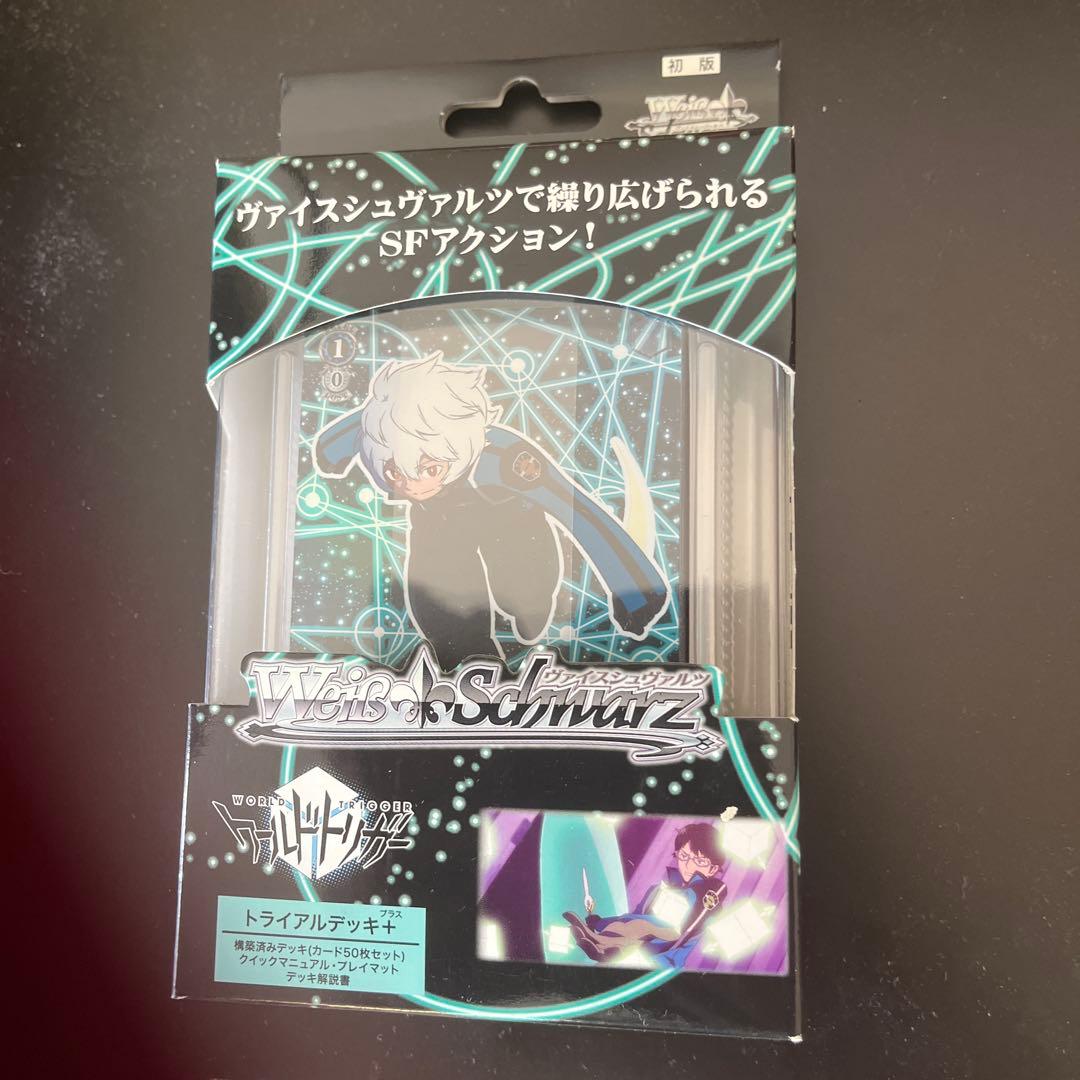 初版
Weiß Schwarz
ヴァイスシュヴァルツで繰り広げられる
SFアクション!
1
0
ヴァイスシュヴァルツ
Weiß Schwarz
WORLD TRIGGER
ワールドトリガー
プラス
トライアルデッキ+
構築済みデッキ(カード50枚セット)
クイックマニュアル・プレイマット
デッキ解説書